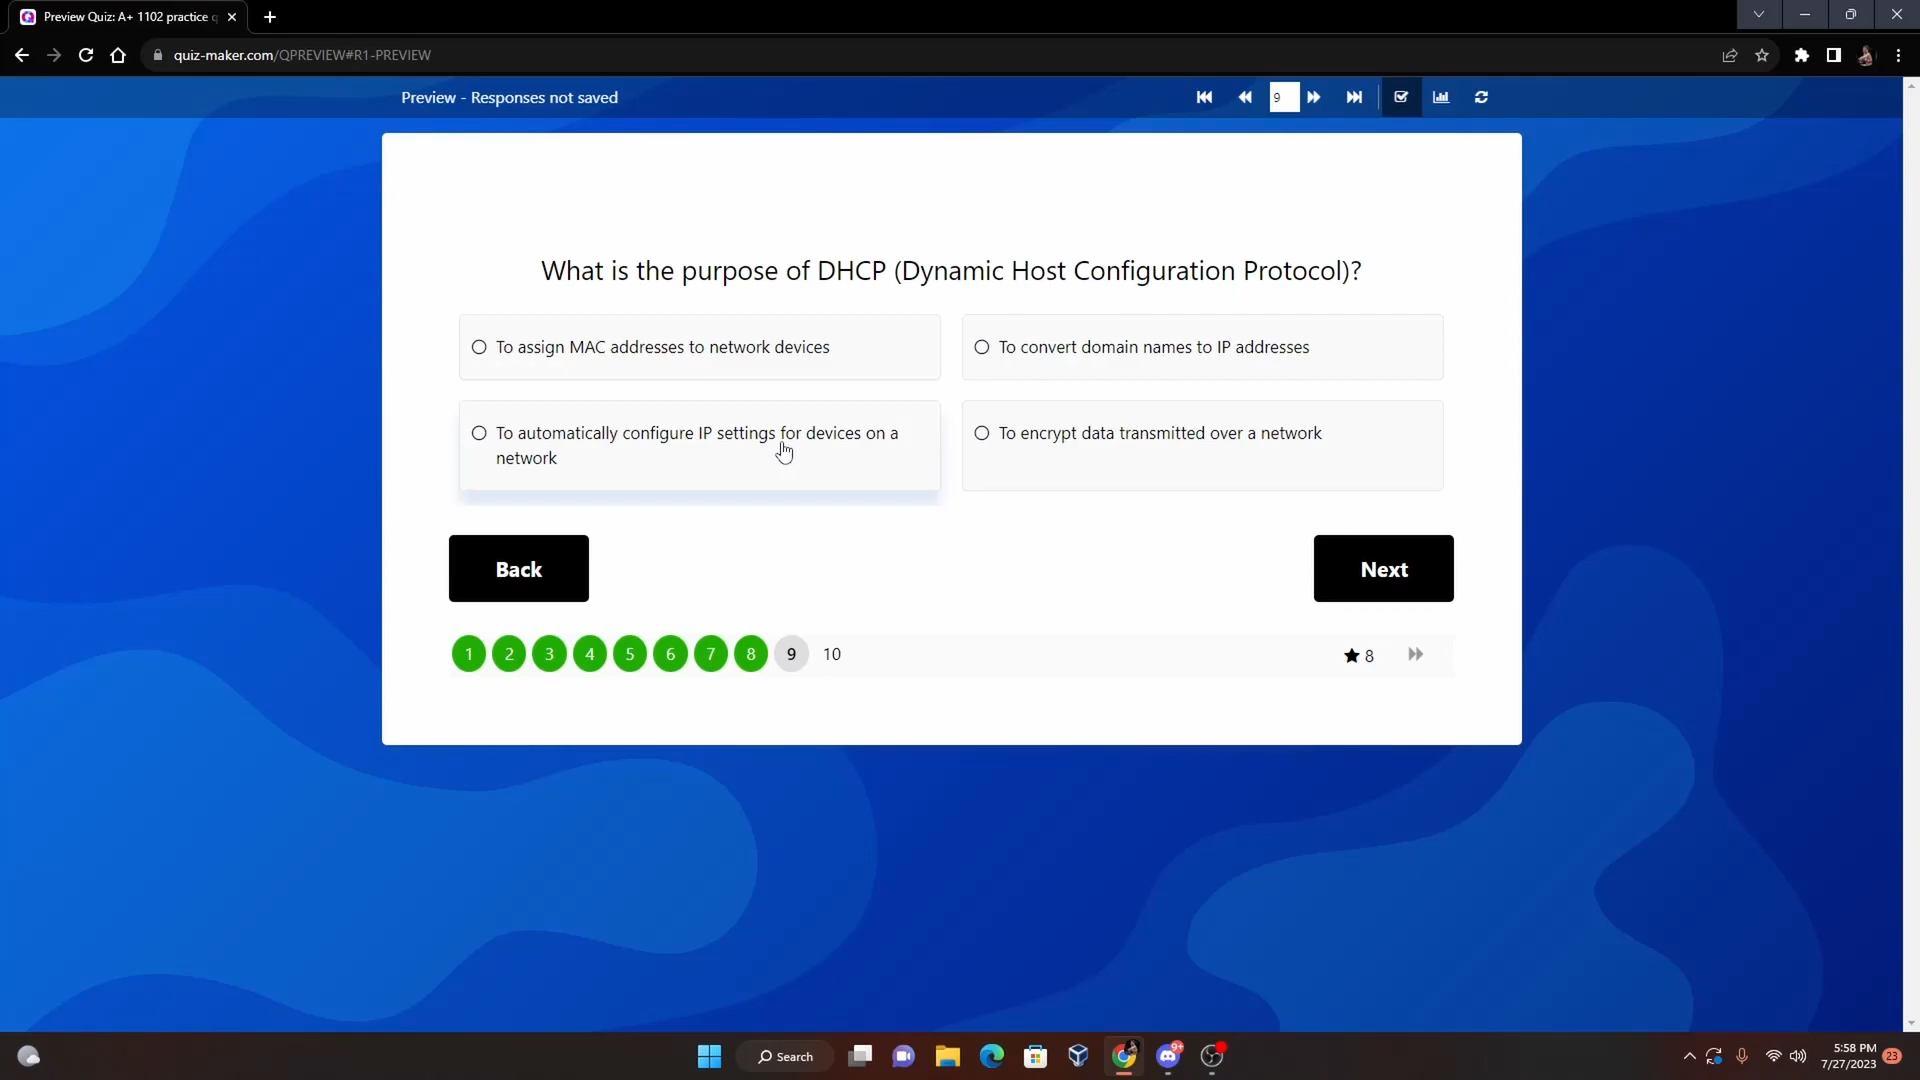 Preview Quiz: A+ 1102 practice q
quiz-maker.com/QPREVIEW#R1-PREVIEW
Preview - Responses not saved
9
What is the purpose of DHCP (Dynamic Host Configuration Protocol)?
To assign MAC addresses to network devices
To convert domain names to IP addresses
To automatically configure IP settings for devices on a
network
To encrypt data transmitted over a network
Back
Next
1 2 3 4 5 6 7 8 9 10
8
Search
9+
5:58 PM
7/27/2023
23